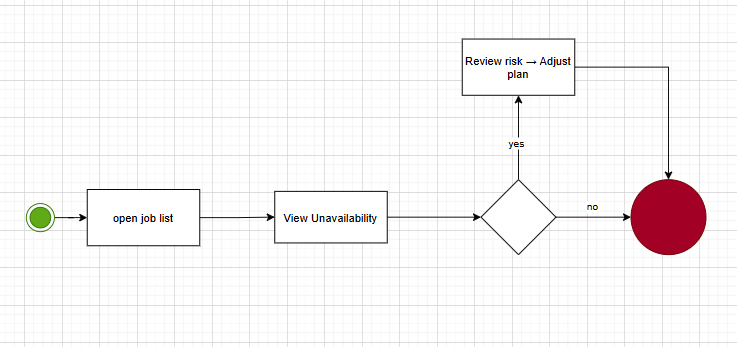 Review risk → Adjust
plan
yes
open job list
View Unavailability
no